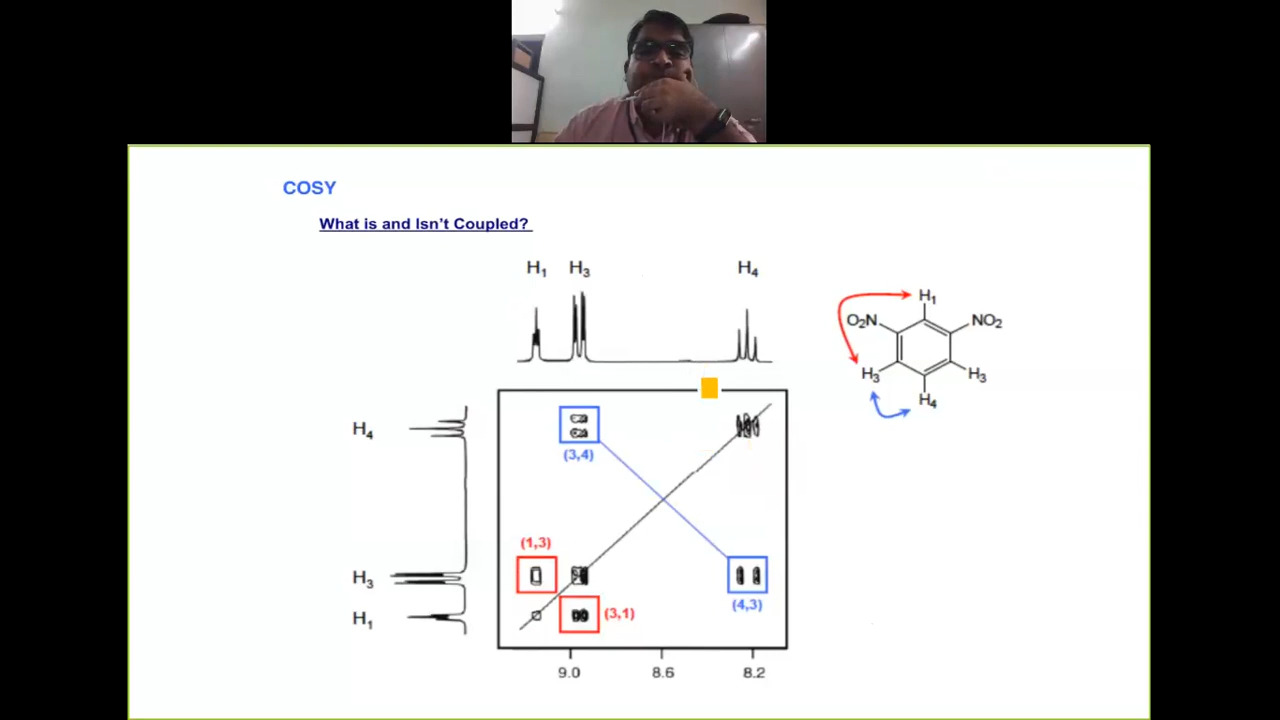 COSY
What is and Isn't Coupled?
H1 H3 H4
H1
O2N NO2
H3 H3
H4
H4
(3,4)
(1,3)
H3
(4,3)
H1
(3,1)
9.0 8.6 8.2